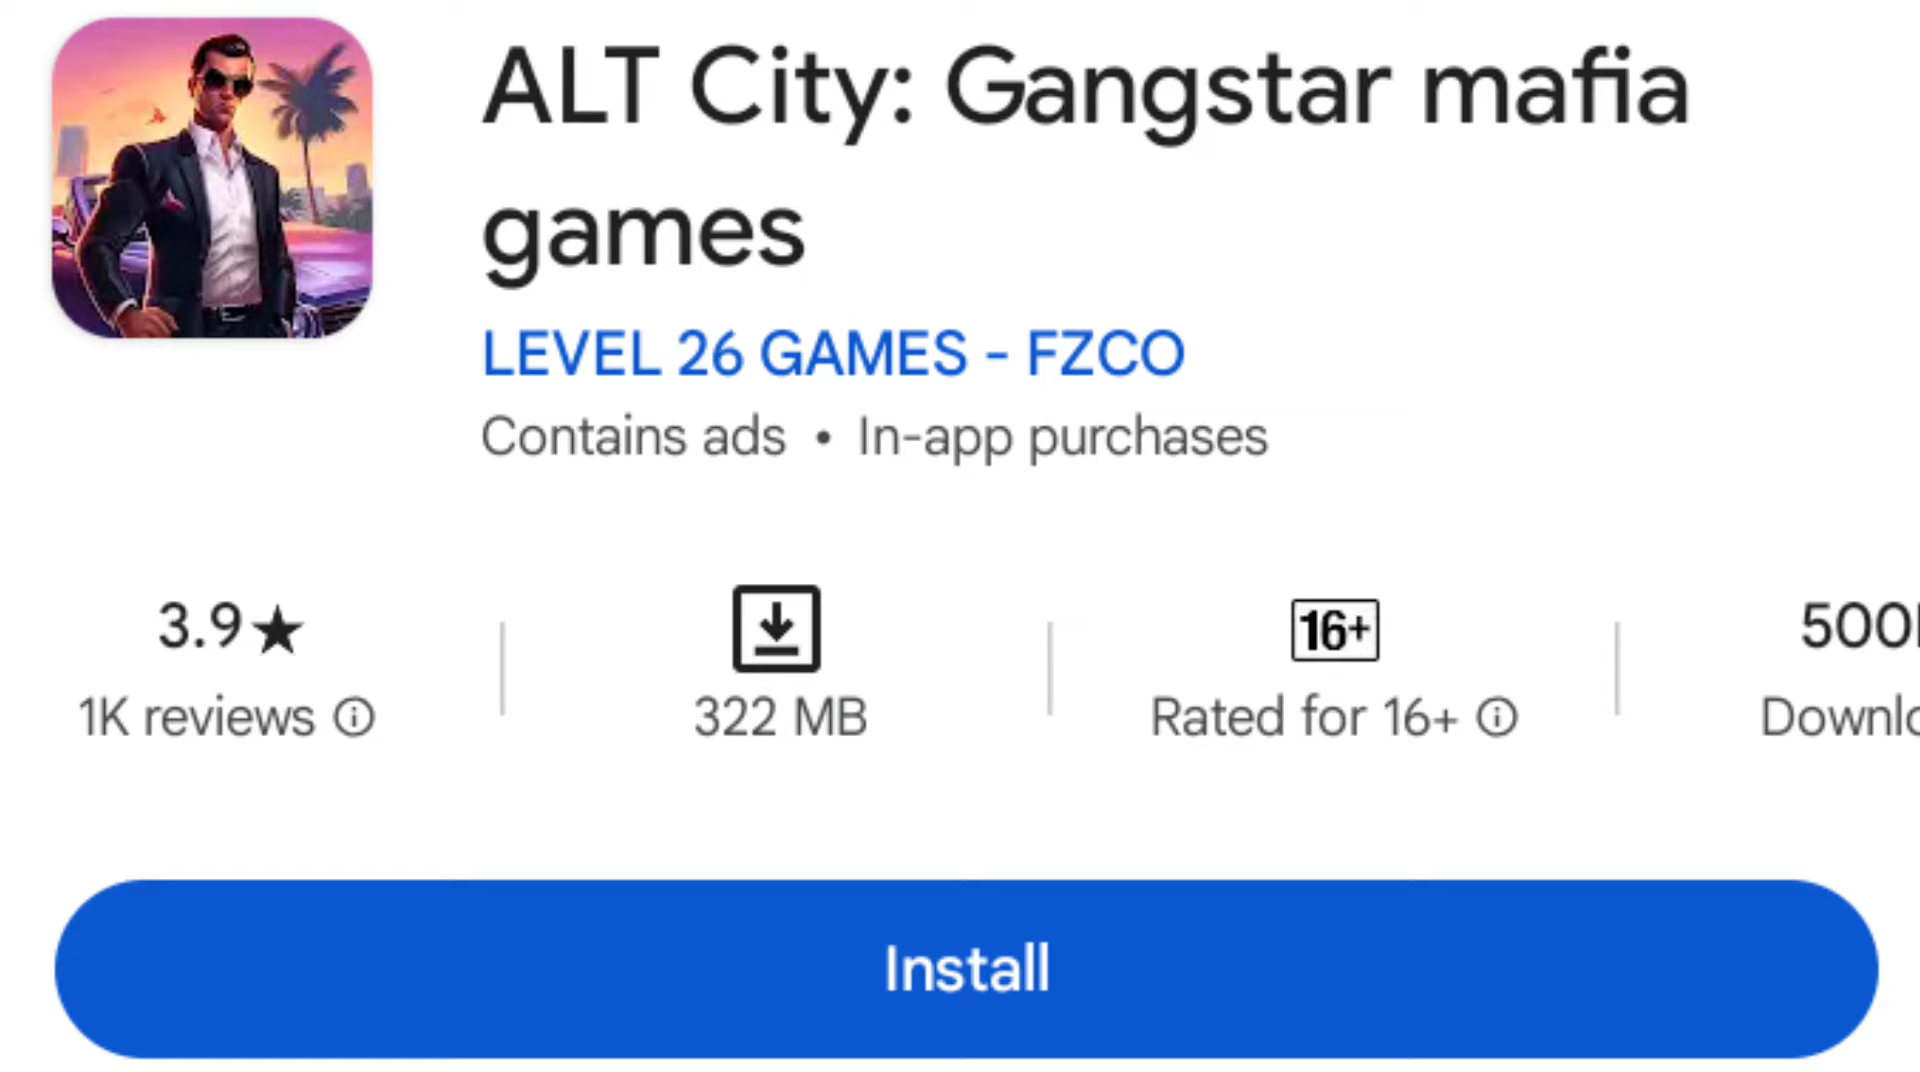 ALT City: Gangstar mafia
games
LEVEL 26 GAMES - FZCO
Contains ads • In-app purchases
3.9★
1K reviews
322 MB
16+
Rated for 16+
500
Install